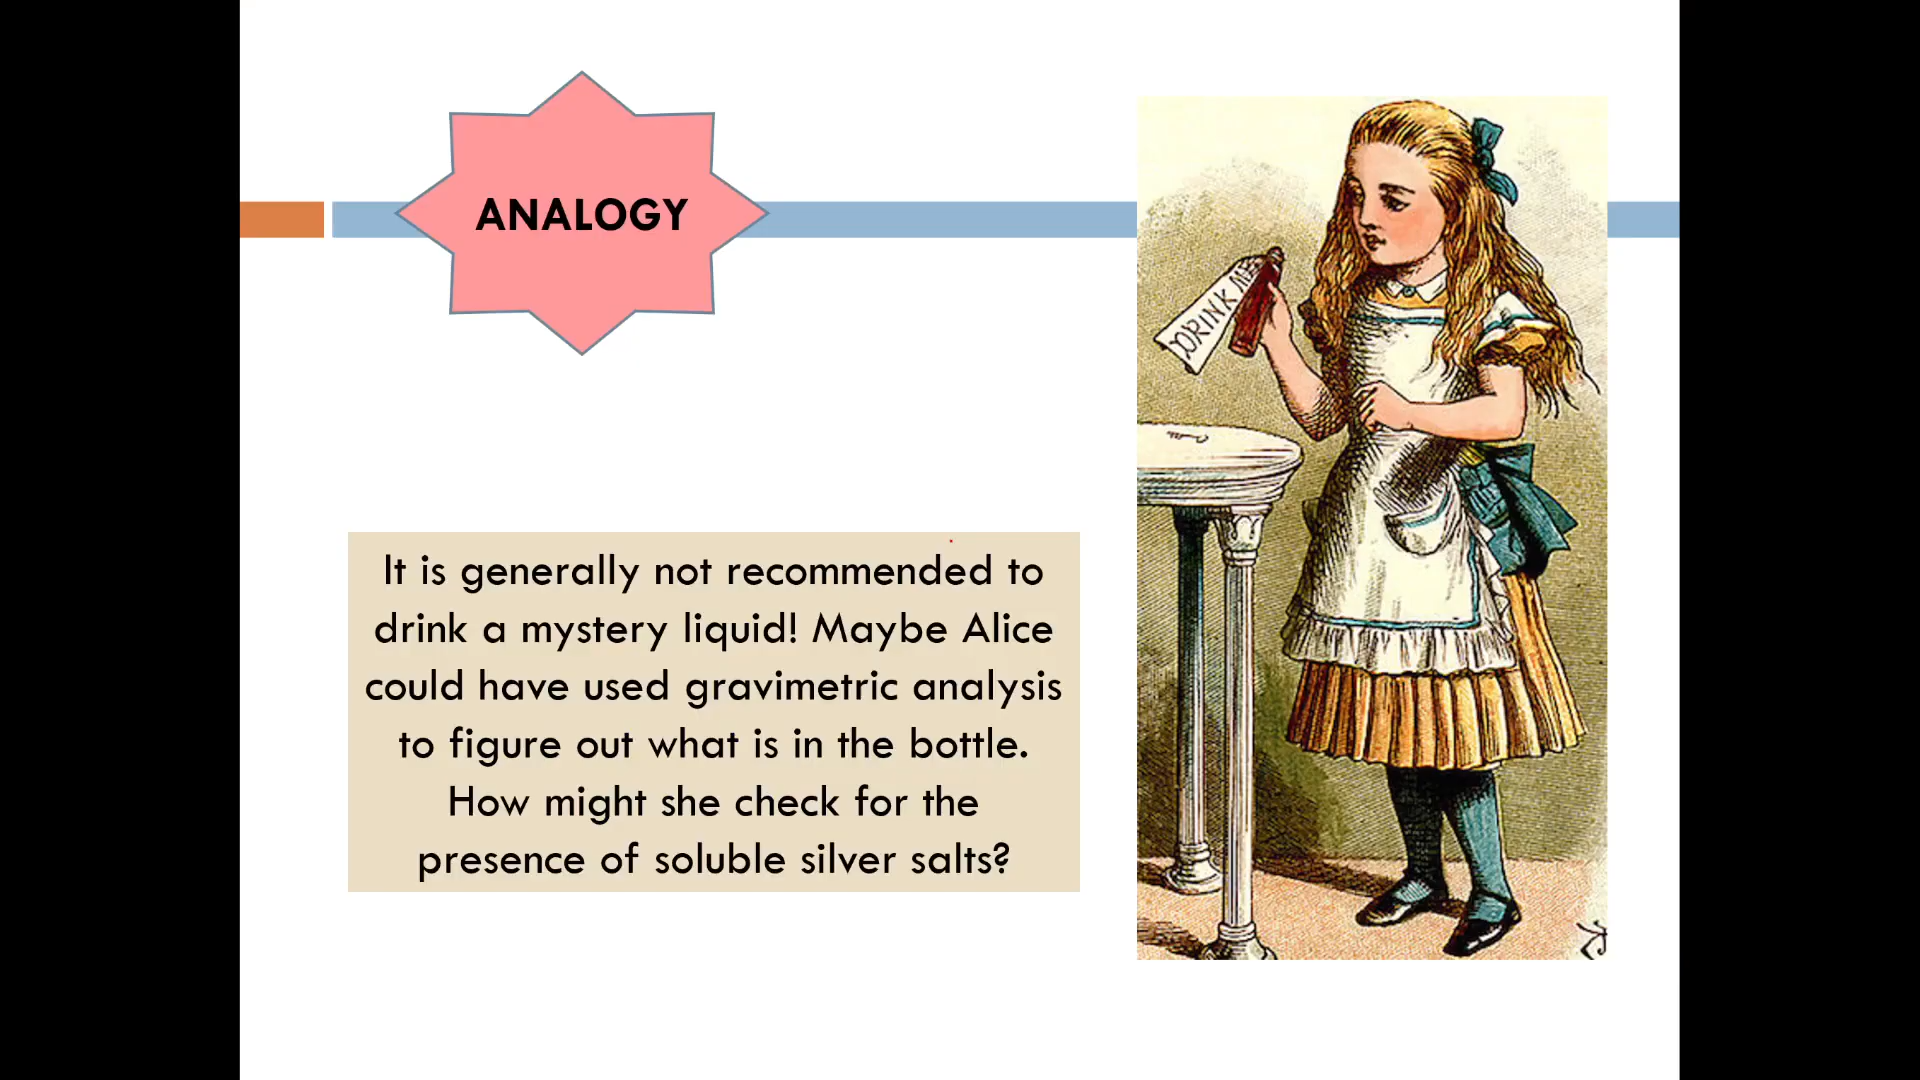 ANALOGY
DRINK ME
It is generally not recommended to
drink a mystery liquid! Maybe Alice
could have used gravimetric analysis
to figure out what is in the bottle.
How might she check for the
presence of soluble silver salts?